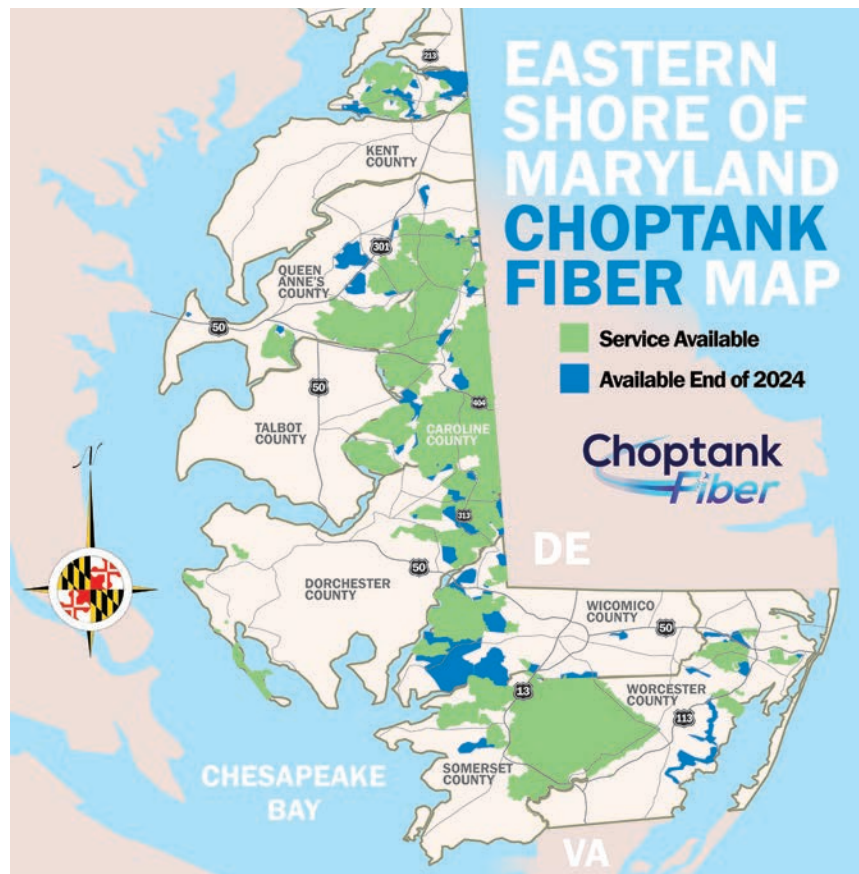 EASTERN
SHORE OF
MARYLAND
CHOPTANK
FIBER MAP
Service Available
Available End of 2024
Choptank
Fiber
213
KENT
COUNTY
301
QUEEN
ANNE'S
COUNTY
50
50
TALBOT
COUNTY
404
CAROLINE
COUNTY
N
313
DE
50
DORCHESTER
COUNTY
WICOMICO
COUNTY
50
13
WORCESTER
COUNTY
113
SOMERSET
COUNTY
CHESAPEAKE
BAY
VA